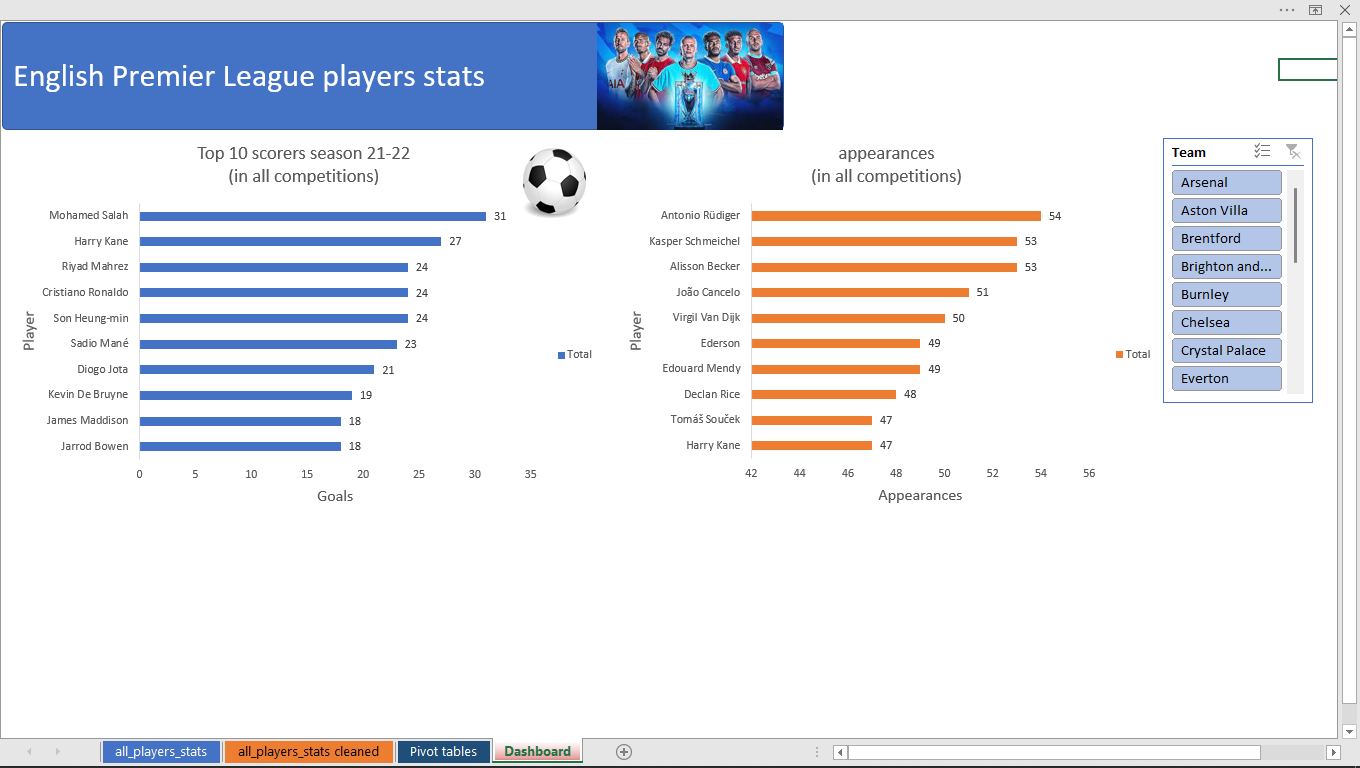 English Premier League players stats
Top 10 scorers season 21-22
(in all competitions)
Player
Mohamed Salah 31
Harry Kane 27
Riyad Mahrez 24
Cristiano Ronaldo 24
Son Heung-min 24
Sadio Mané 23
Diogo Jota 21
Kevin De Bruyne 19
James Maddison 18
Jarrod Bowen 18
0 5 10 15 20 25 30 35
Goals
Total
appearances
(in all competitions)
Player
Antonio Rüdiger 54
Kasper Schmeichel 53
Alisson Becker 53
João Cancelo 51
Virgil Van Dijk 50
Ederson 49
Edouard Mendy 49
Declan Rice 48
Tomáš Souček 47
Harry Kane 47
42 44 46 48 50 52 54 56
Appearances
Total
Team
Arsenal
Aston Villa
Brentford
Brighton and...
Burnley
Chelsea
Crystal Palace
Everton
all_players_stats all_players_stats cleaned Pivot tables Dashboard